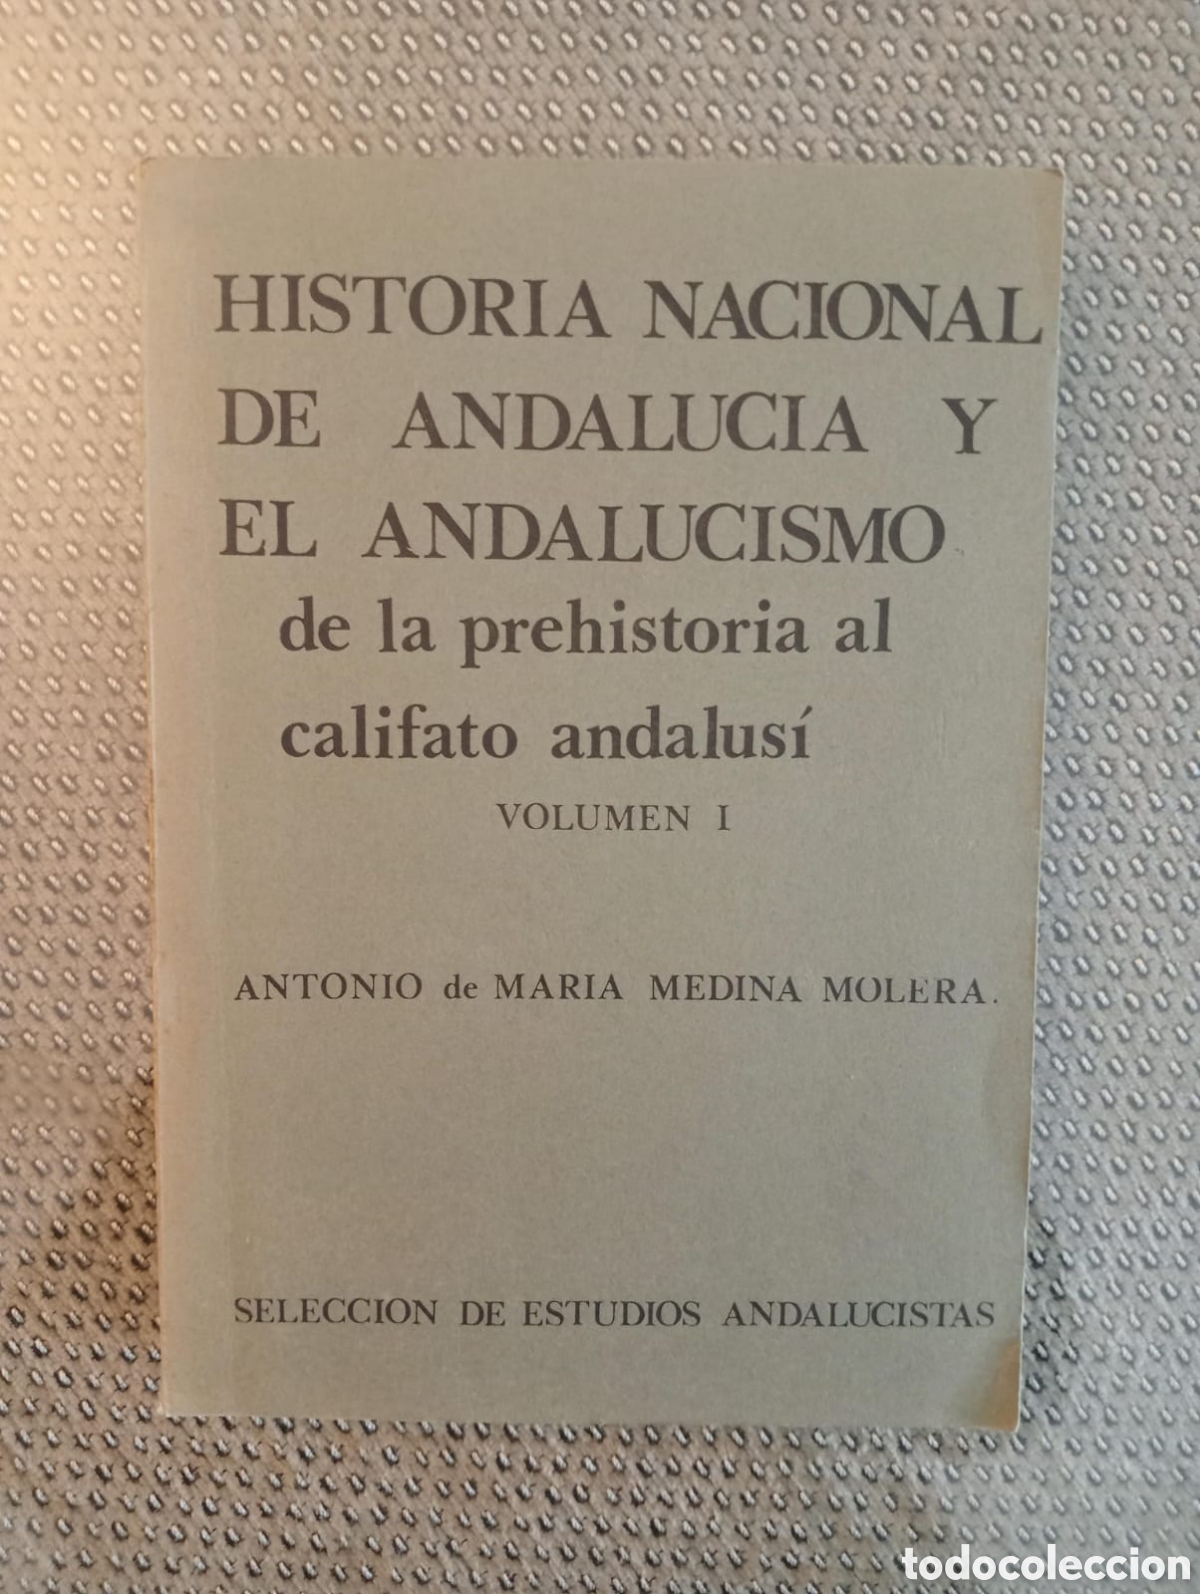 HISTORIA NACIONAL
DE ANDALUCIA Y
EL ANDALUCISMO
de la prehistoria al
califato andalusí
VOLUMEN I
ANTONIO de MARIA MEDINA MOLERA.
SELECCION DE ESTUDIOS ANDALUCISTAS
todocoleccion